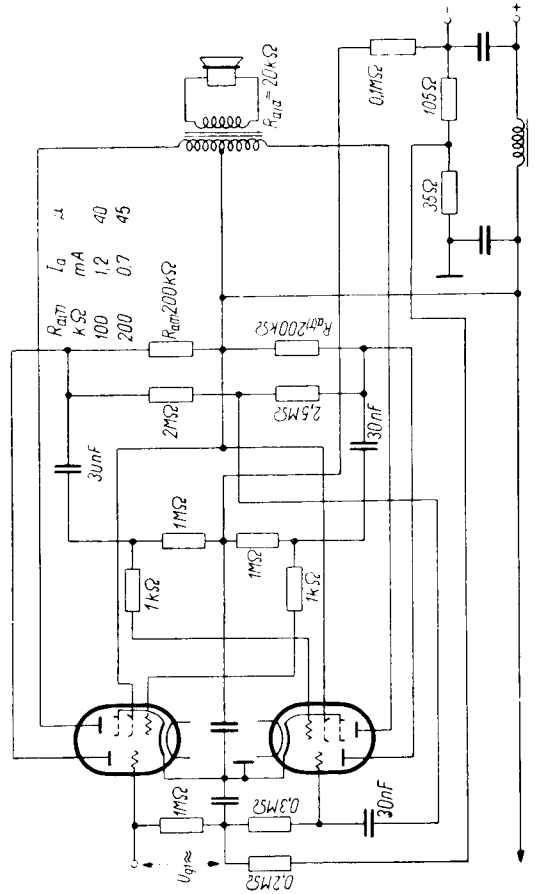 R_a/a = 20kΩ
R_a(T) I_a μ
kΩ mA
100 1,2 40
200 0,7 45
R_a(T) 200kΩ
R_a(T) 200kΩ
2MΩ
2,5MΩ
30nF
30nF
1MΩ
1MΩ
1kΩ
1kΩ
1MΩ
0,3MΩ
30nF
0,2MΩ
U_g1≈
0,1MΩ
105Ω
35Ω
-
+